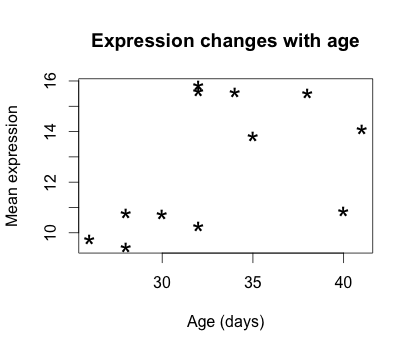 Expression changes with age
Mean expression
16
14
12
10
30 35 40
Age (days)